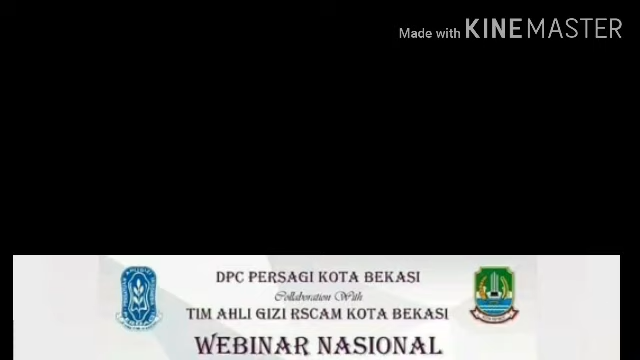 Made with KINEMASTER
DPC PERSAGI KOTA BEKASI
Collaboration With
TIM AHLI GIZI RSCAM KOTA BEKASI
WEBINAR NASIONAL